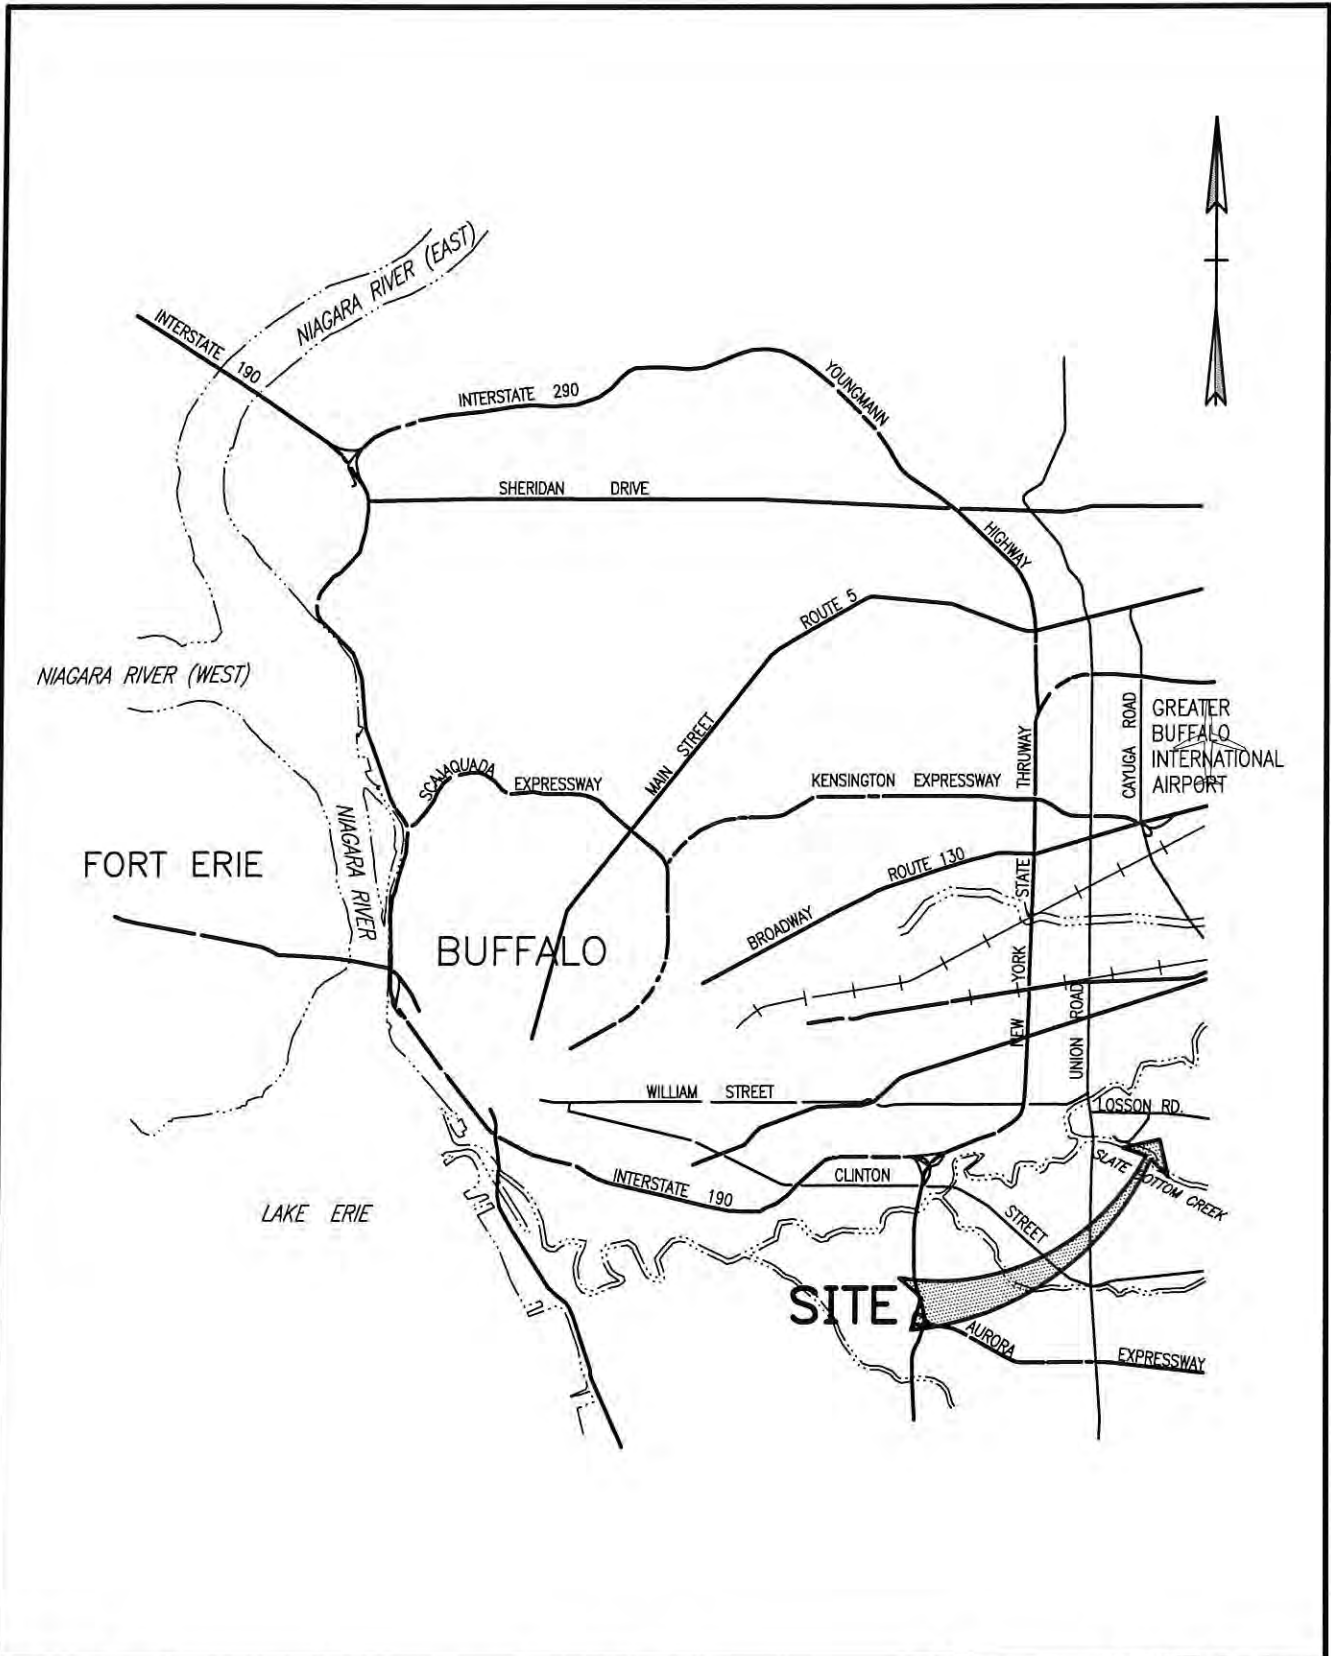 NIAGARA RIVER (EAST)
INTERSTATE 190
INTERSTATE 290
YOUNGMANN
HIGHWAY
SHERIDAN DRIVE
ROUTE 5
MAIN STREET
NIAGARA RIVER (WEST)
SCAJAQUADA EXPRESSWAY
KENSINGTON EXPRESSWAY
NEW YORK STATE THRUWAY
CAYUGA ROAD
GREATER
BUFFALO
INTERNATIONAL
AIRPORT
NIAGARA RIVER
FORT ERIE
BUFFALO
BROADWAY
ROUTE 130
UNION ROAD
WILLIAM STREET
LOSSON RD.
SLATE BOTTOM CREEK
INTERSTATE 190
CLINTON
STREET
LAKE ERIE
SITE
AURORA
EXPRESSWAY